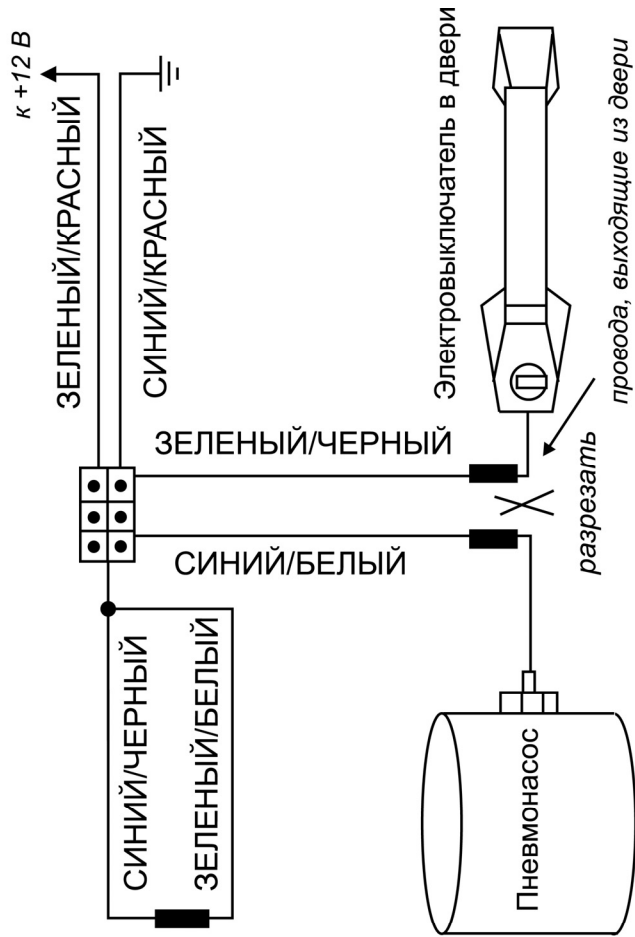 к +12 В
ЗЕЛЕНЫЙ/КРАСНЫЙ
СИНИЙ/КРАСНЫЙ
Электровыключатель в двери
провода, выходящие из двери
ЗЕЛЕНЫЙ/ЧЕРНЫЙ
разрезать
СИНИЙ/БЕЛЫЙ
СИНИЙ/ЧЕРНЫЙ
ЗЕЛЕНЫЙ/БЕЛЫЙ
Пневмонасос